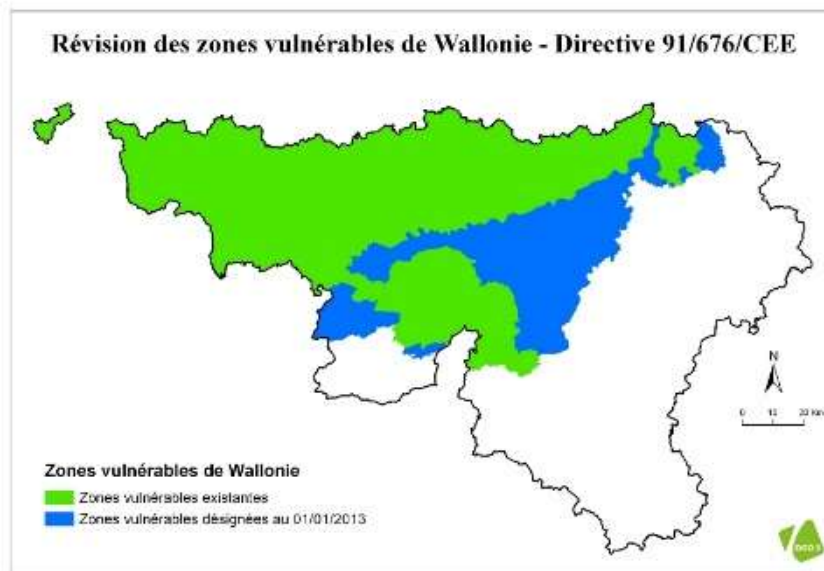 Révision des zones vulnérables de Wallonie - Directive 91/676/CEE
N
0 10 20 Km
Zones vulnérables de Wallonie
Zones vulnérables existantes
Zones vulnérables désignées au 01/01/2013